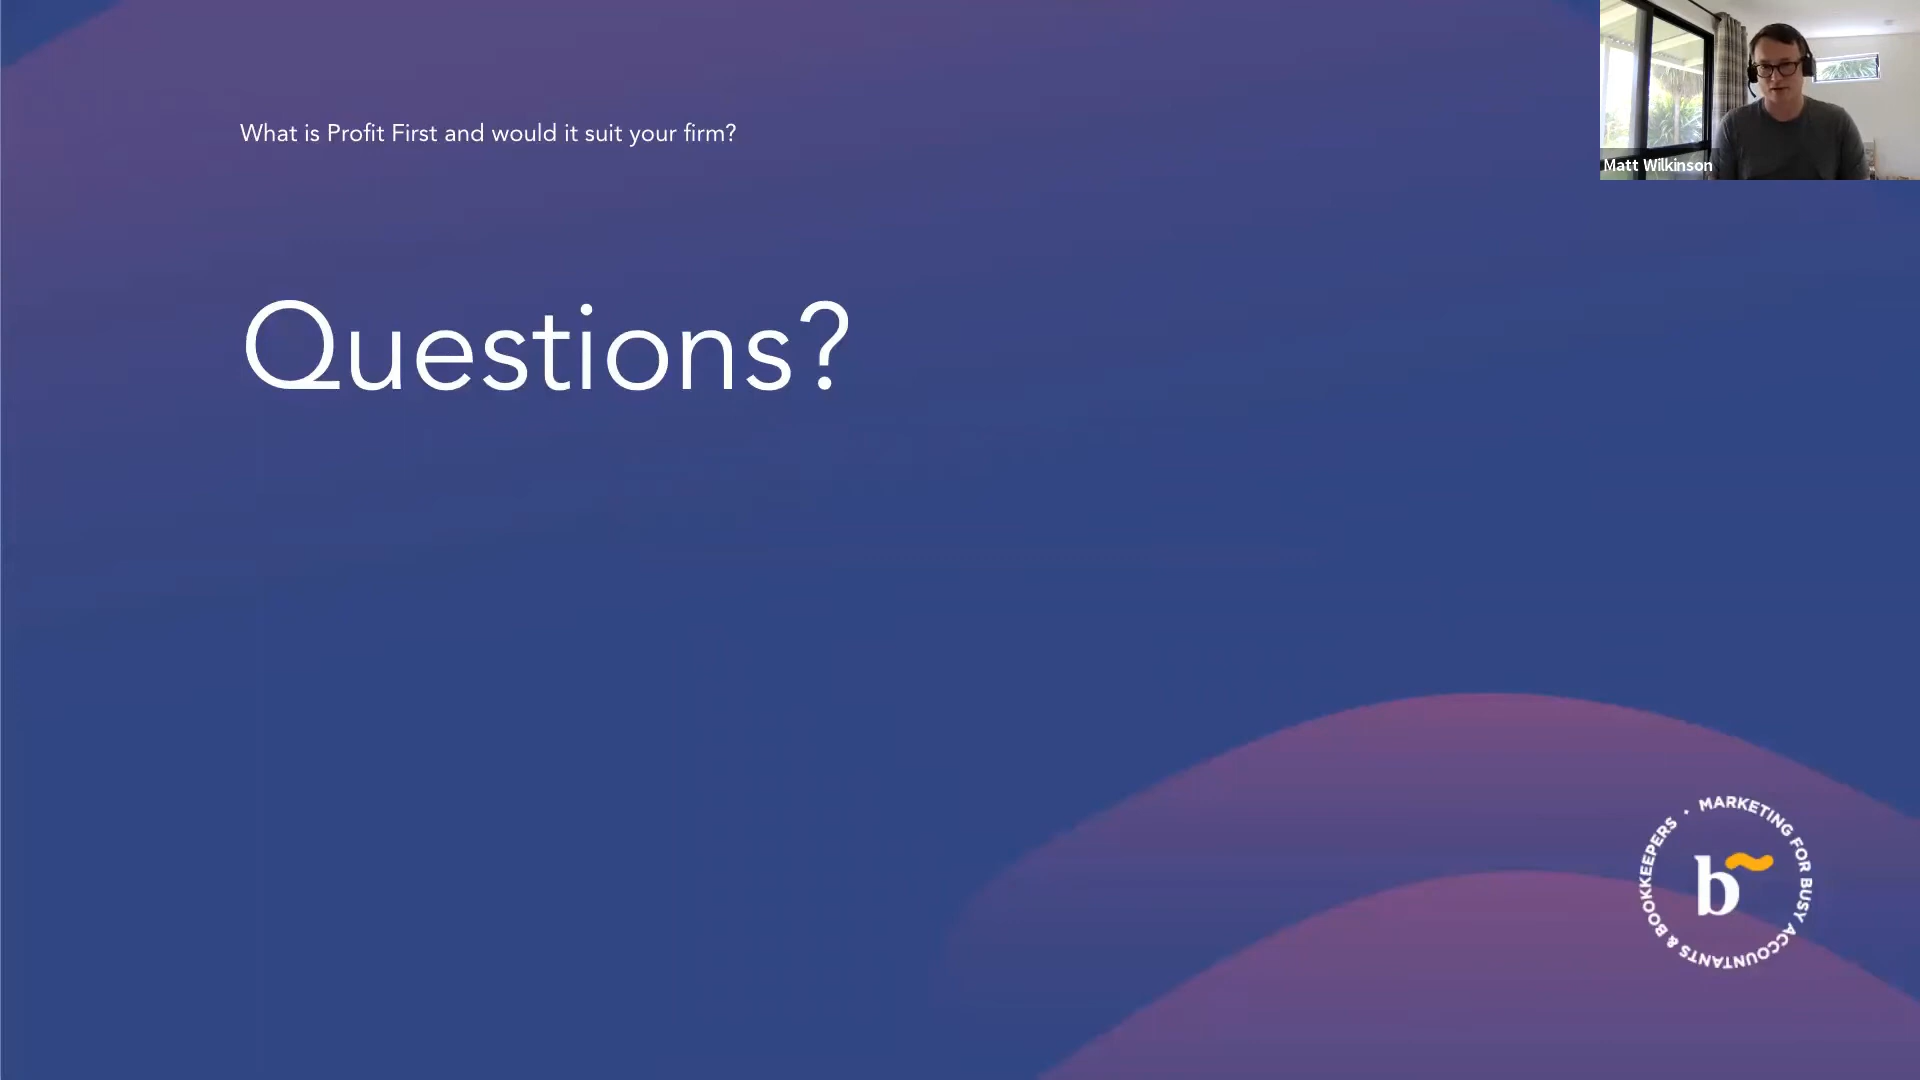 What is Profit First and would it suit your firm?
Matt Wilkinson
Questions?
MARKETING FOR BUSY ACCOUNTANTS & BOOKKEEPERS •
b